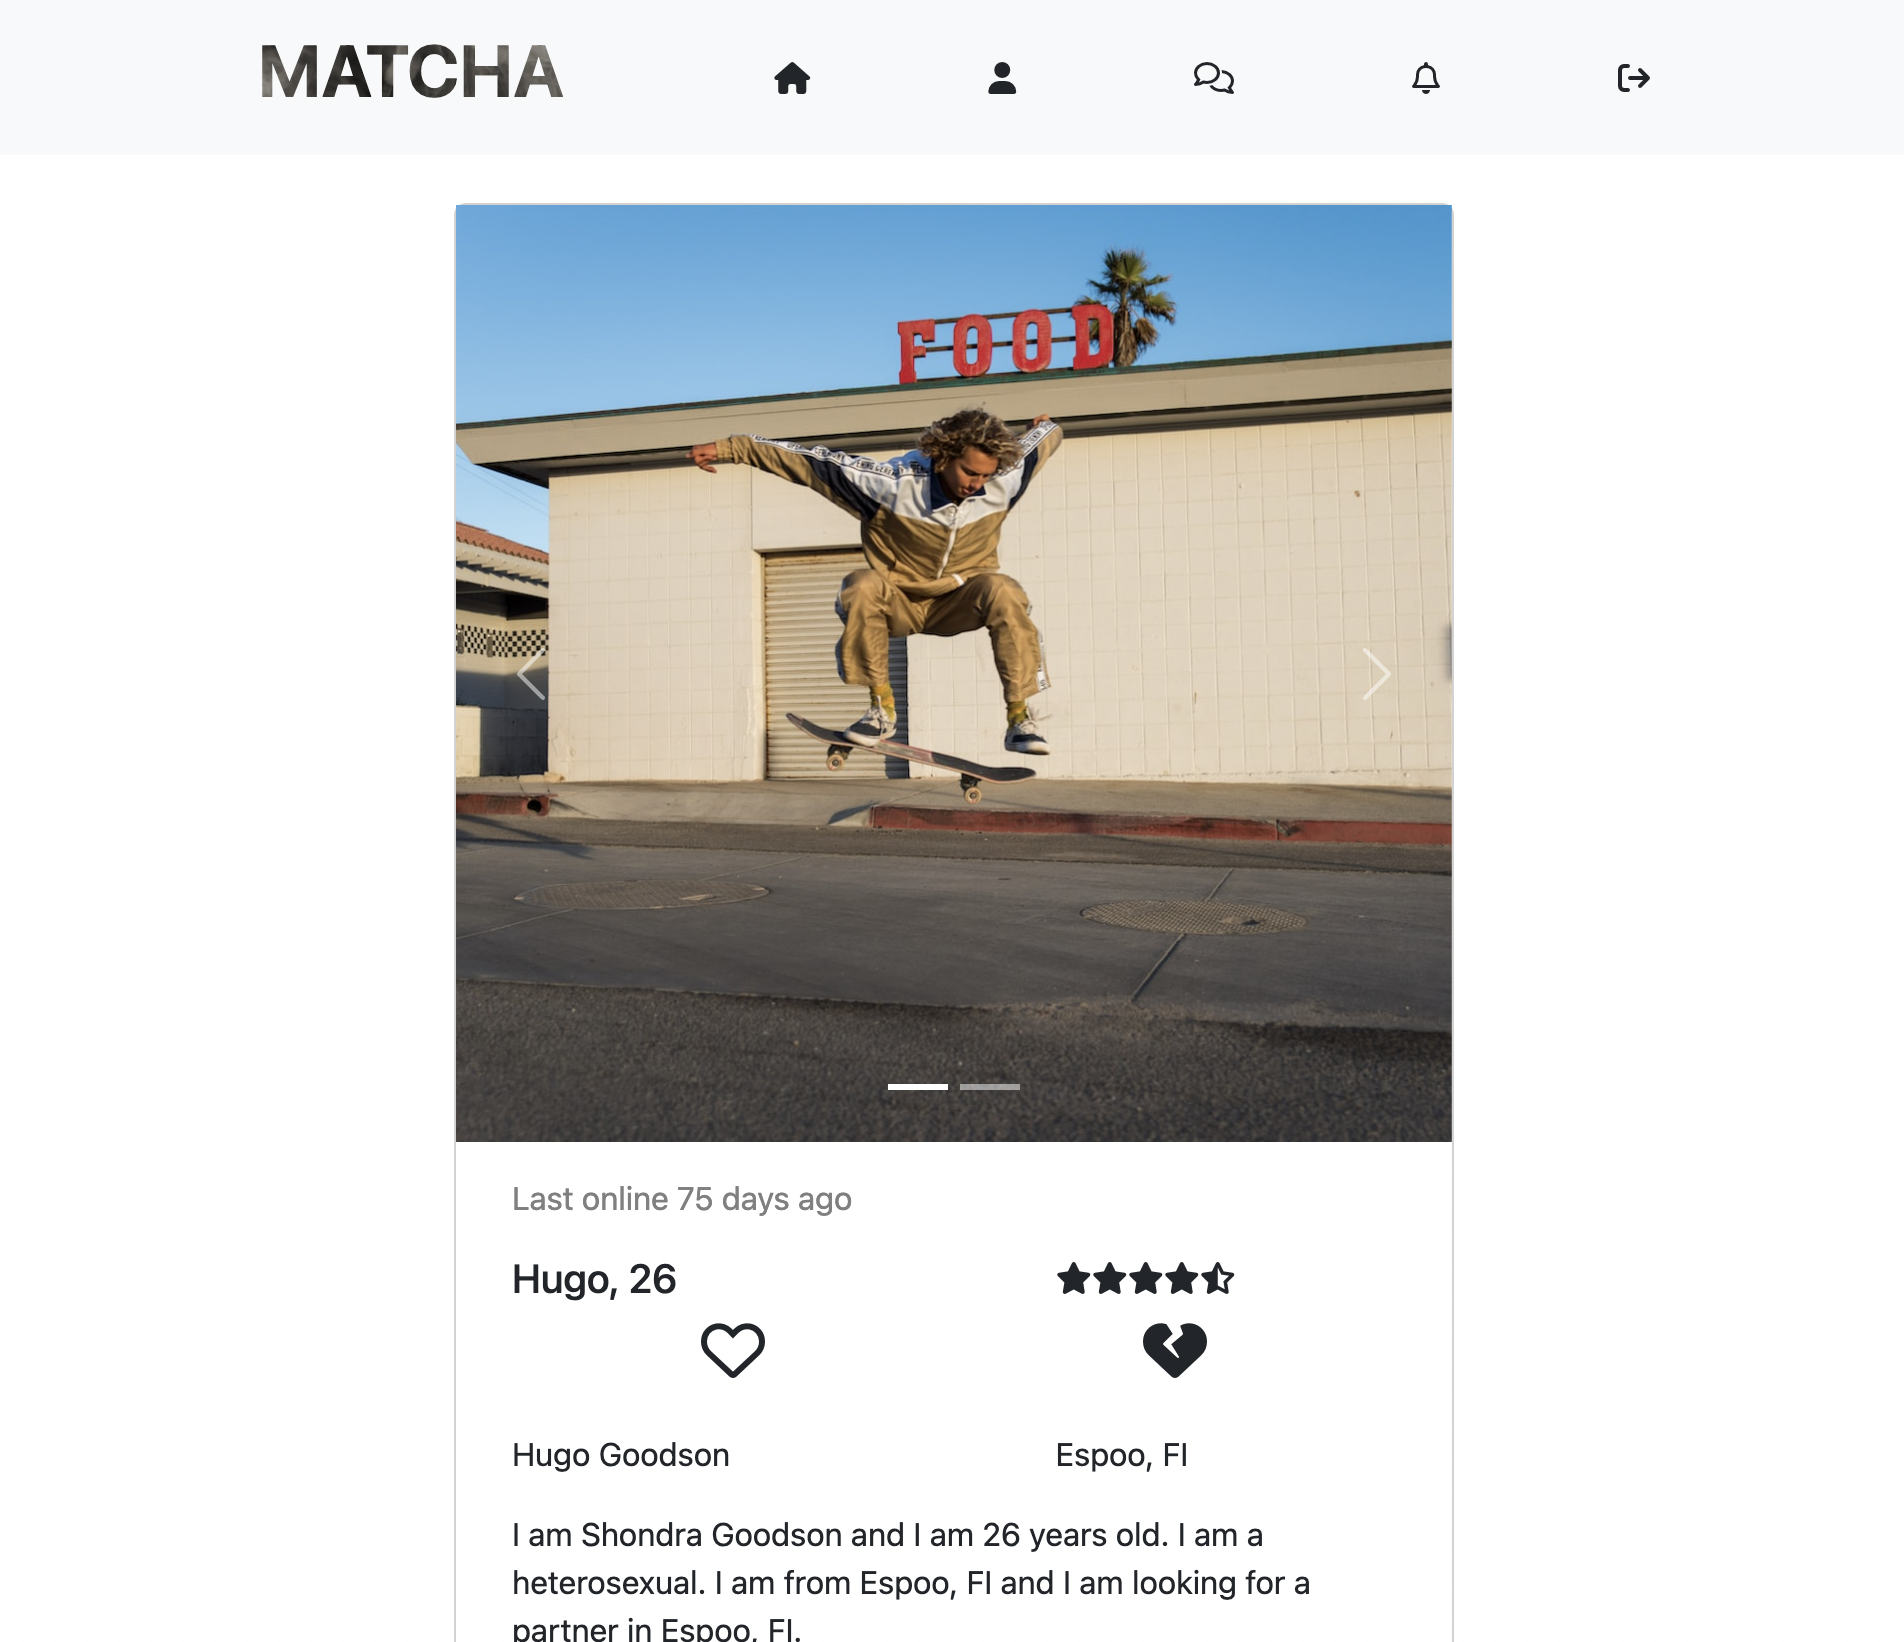 MATCHA
FOOD
Last online 75 days ago
Hugo, 26
Hugo Goodson
Espoo, FI
I am Shondra Goodson and I am 26 years old. I am a
heterosexual. I am from Espoo, FI and I am looking for a
partner in Espoo, FI.